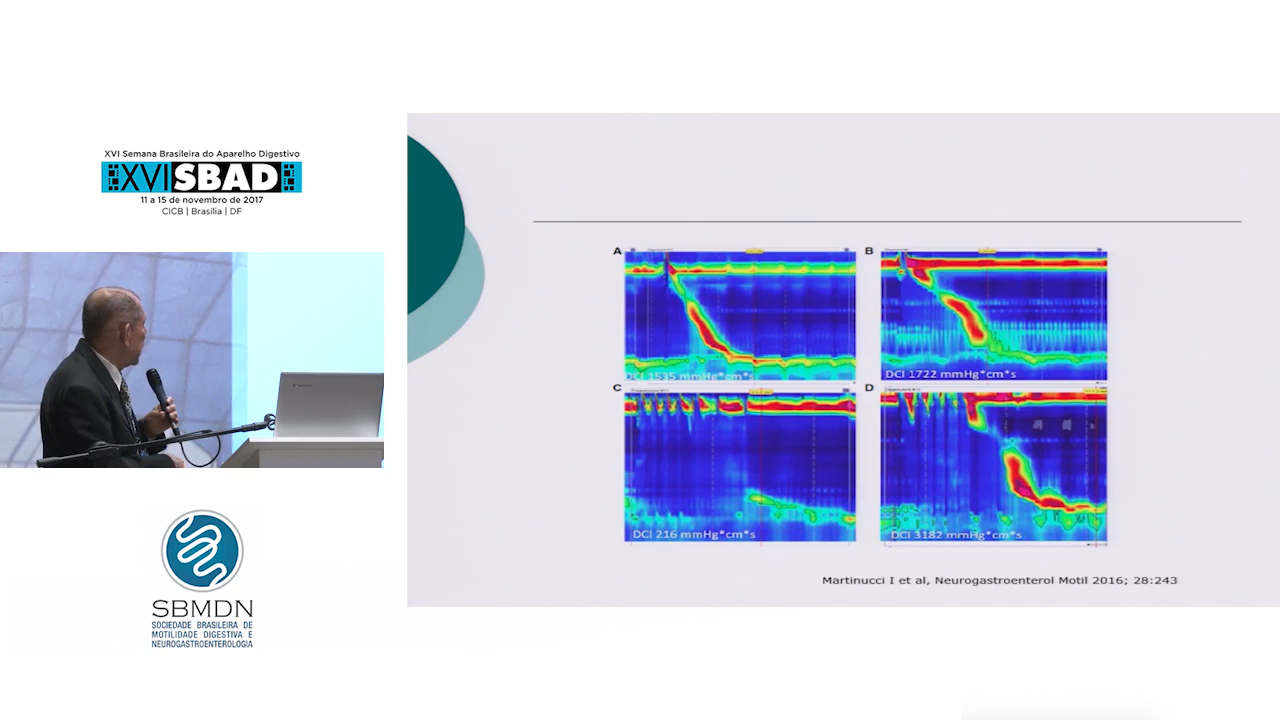 XVI Semana Brasileira do Aparelho Digestivo
XVI SBAD
11 a 15 de novembro de 2017
CICB | Brasília | DF
A
B
DCI 1535 mmHg*cm*s
DCI 1722 mmHg*cm*s
C
D
DCI 216 mmHg*cm*s
DCI 3182 mmHg*cm*s
Martinucci I et al, Neurogastroenterol Motil 2016; 28:243
SBMDN
SOCIEDADE BRASILEIRA DE
MOTILIDADE DIGESTIVA E
NEUROGASTROENTEROLOGIA